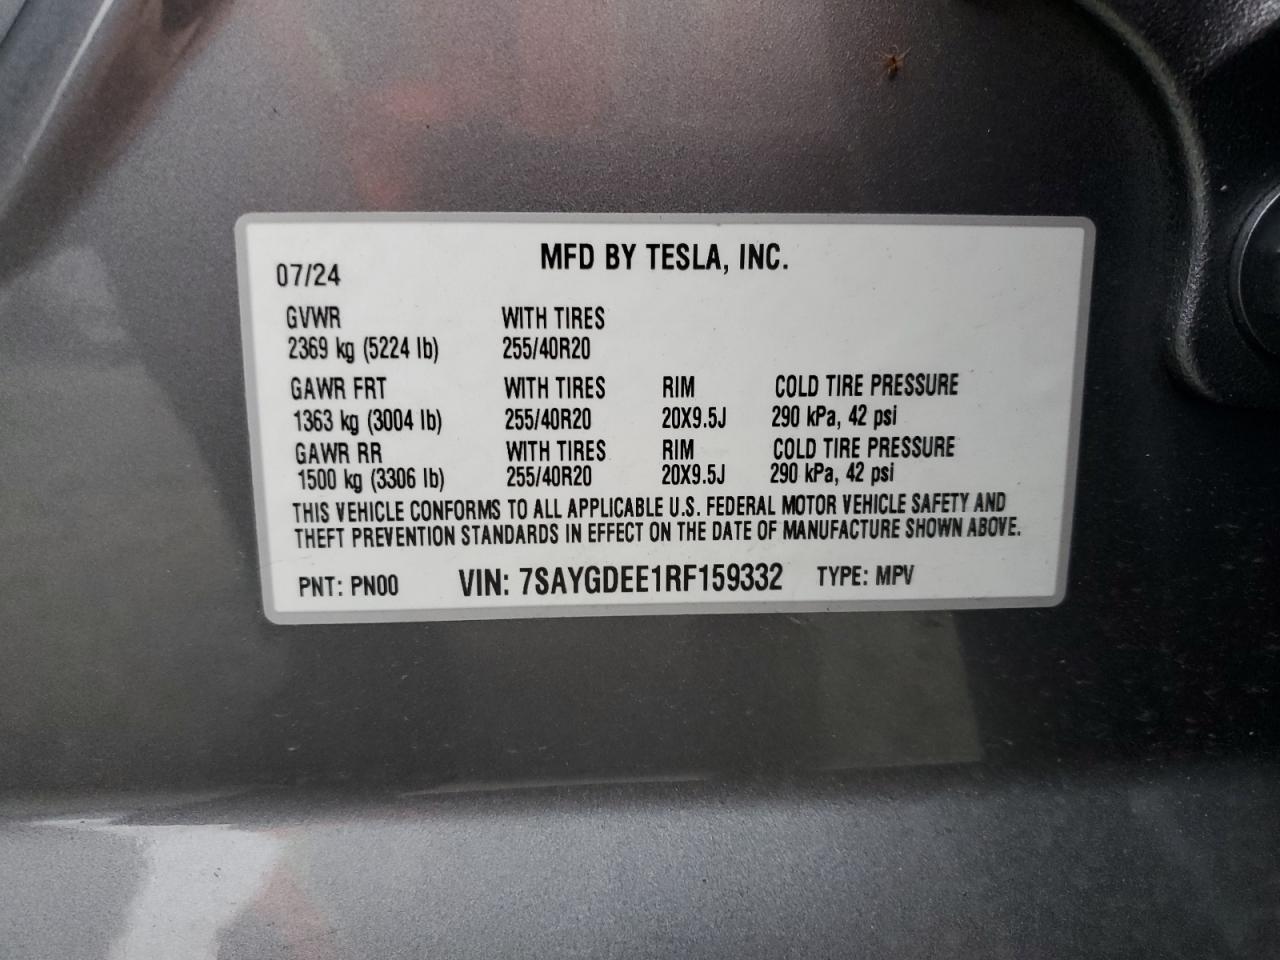 MFD BY TESLA, INC.
07/24
GVWR WITH TIRES
2369 kg (5224 lb) 255/40R20
GAWR FRT WITH TIRES RIM COLD TIRE PRESSURE
1363 kg (3004 lb) 255/40R20 20X9.5J 290 kPa, 42 psi
GAWR RR WITH TIRES RIM COLD TIRE PRESSURE
1500 kg (3306 lb) 255/40R20 20X9.5J 290 kPa, 42 psi
THIS VEHICLE CONFORMS TO ALL APPLICABLE U.S. FEDERAL MOTOR VEHICLE SAFETY AND
THEFT PREVENTION STANDARDS IN EFFECT ON THE DATE OF MANUFACTURE SHOWN ABOVE.
PNT: PN00 VIN: 7SAYGDEE1RF159332 TYPE: MPV